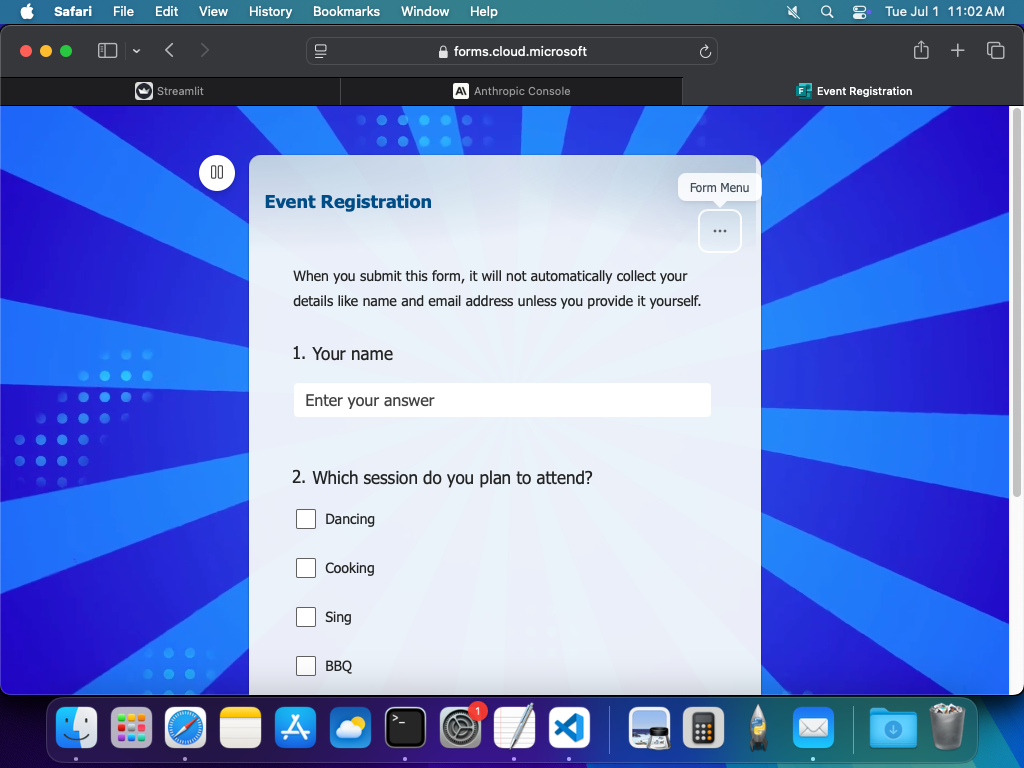 Safari File Edit View History Bookmarks Window Help Tue Jul 1 11:02 AM
forms.cloud.microsoft
Streamlit Anthropic Console Event Registration
Form Menu
Event Registration
When you submit this form, it will not automatically collect your
details like name and email address unless you provide it yourself.
1. Your name
Enter your answer
2. Which session do you plan to attend?
Dancing
Cooking
Sing
BBQ
1